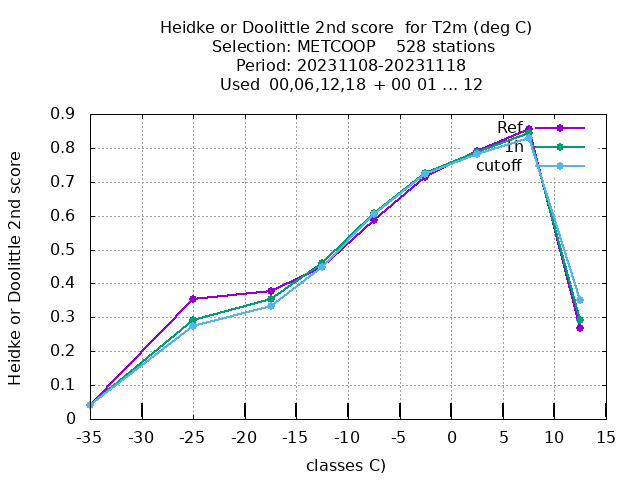 Heidke or Doolittle 2nd score  for T2m (deg C)
Selection: METCOOP    528 stations
Period: 20231108-20231118
Used  00,06,12,18  + 00 01 ... 12
Heidke or Doolittle 2nd score
0.9
0.8
0.7
0.6
0.5
0.4
0.3
0.2
0.1
0
Ref
1h
cutoff
-35 -30 -25 -20 -15 -10 -5 0 5 10 15
classes C)